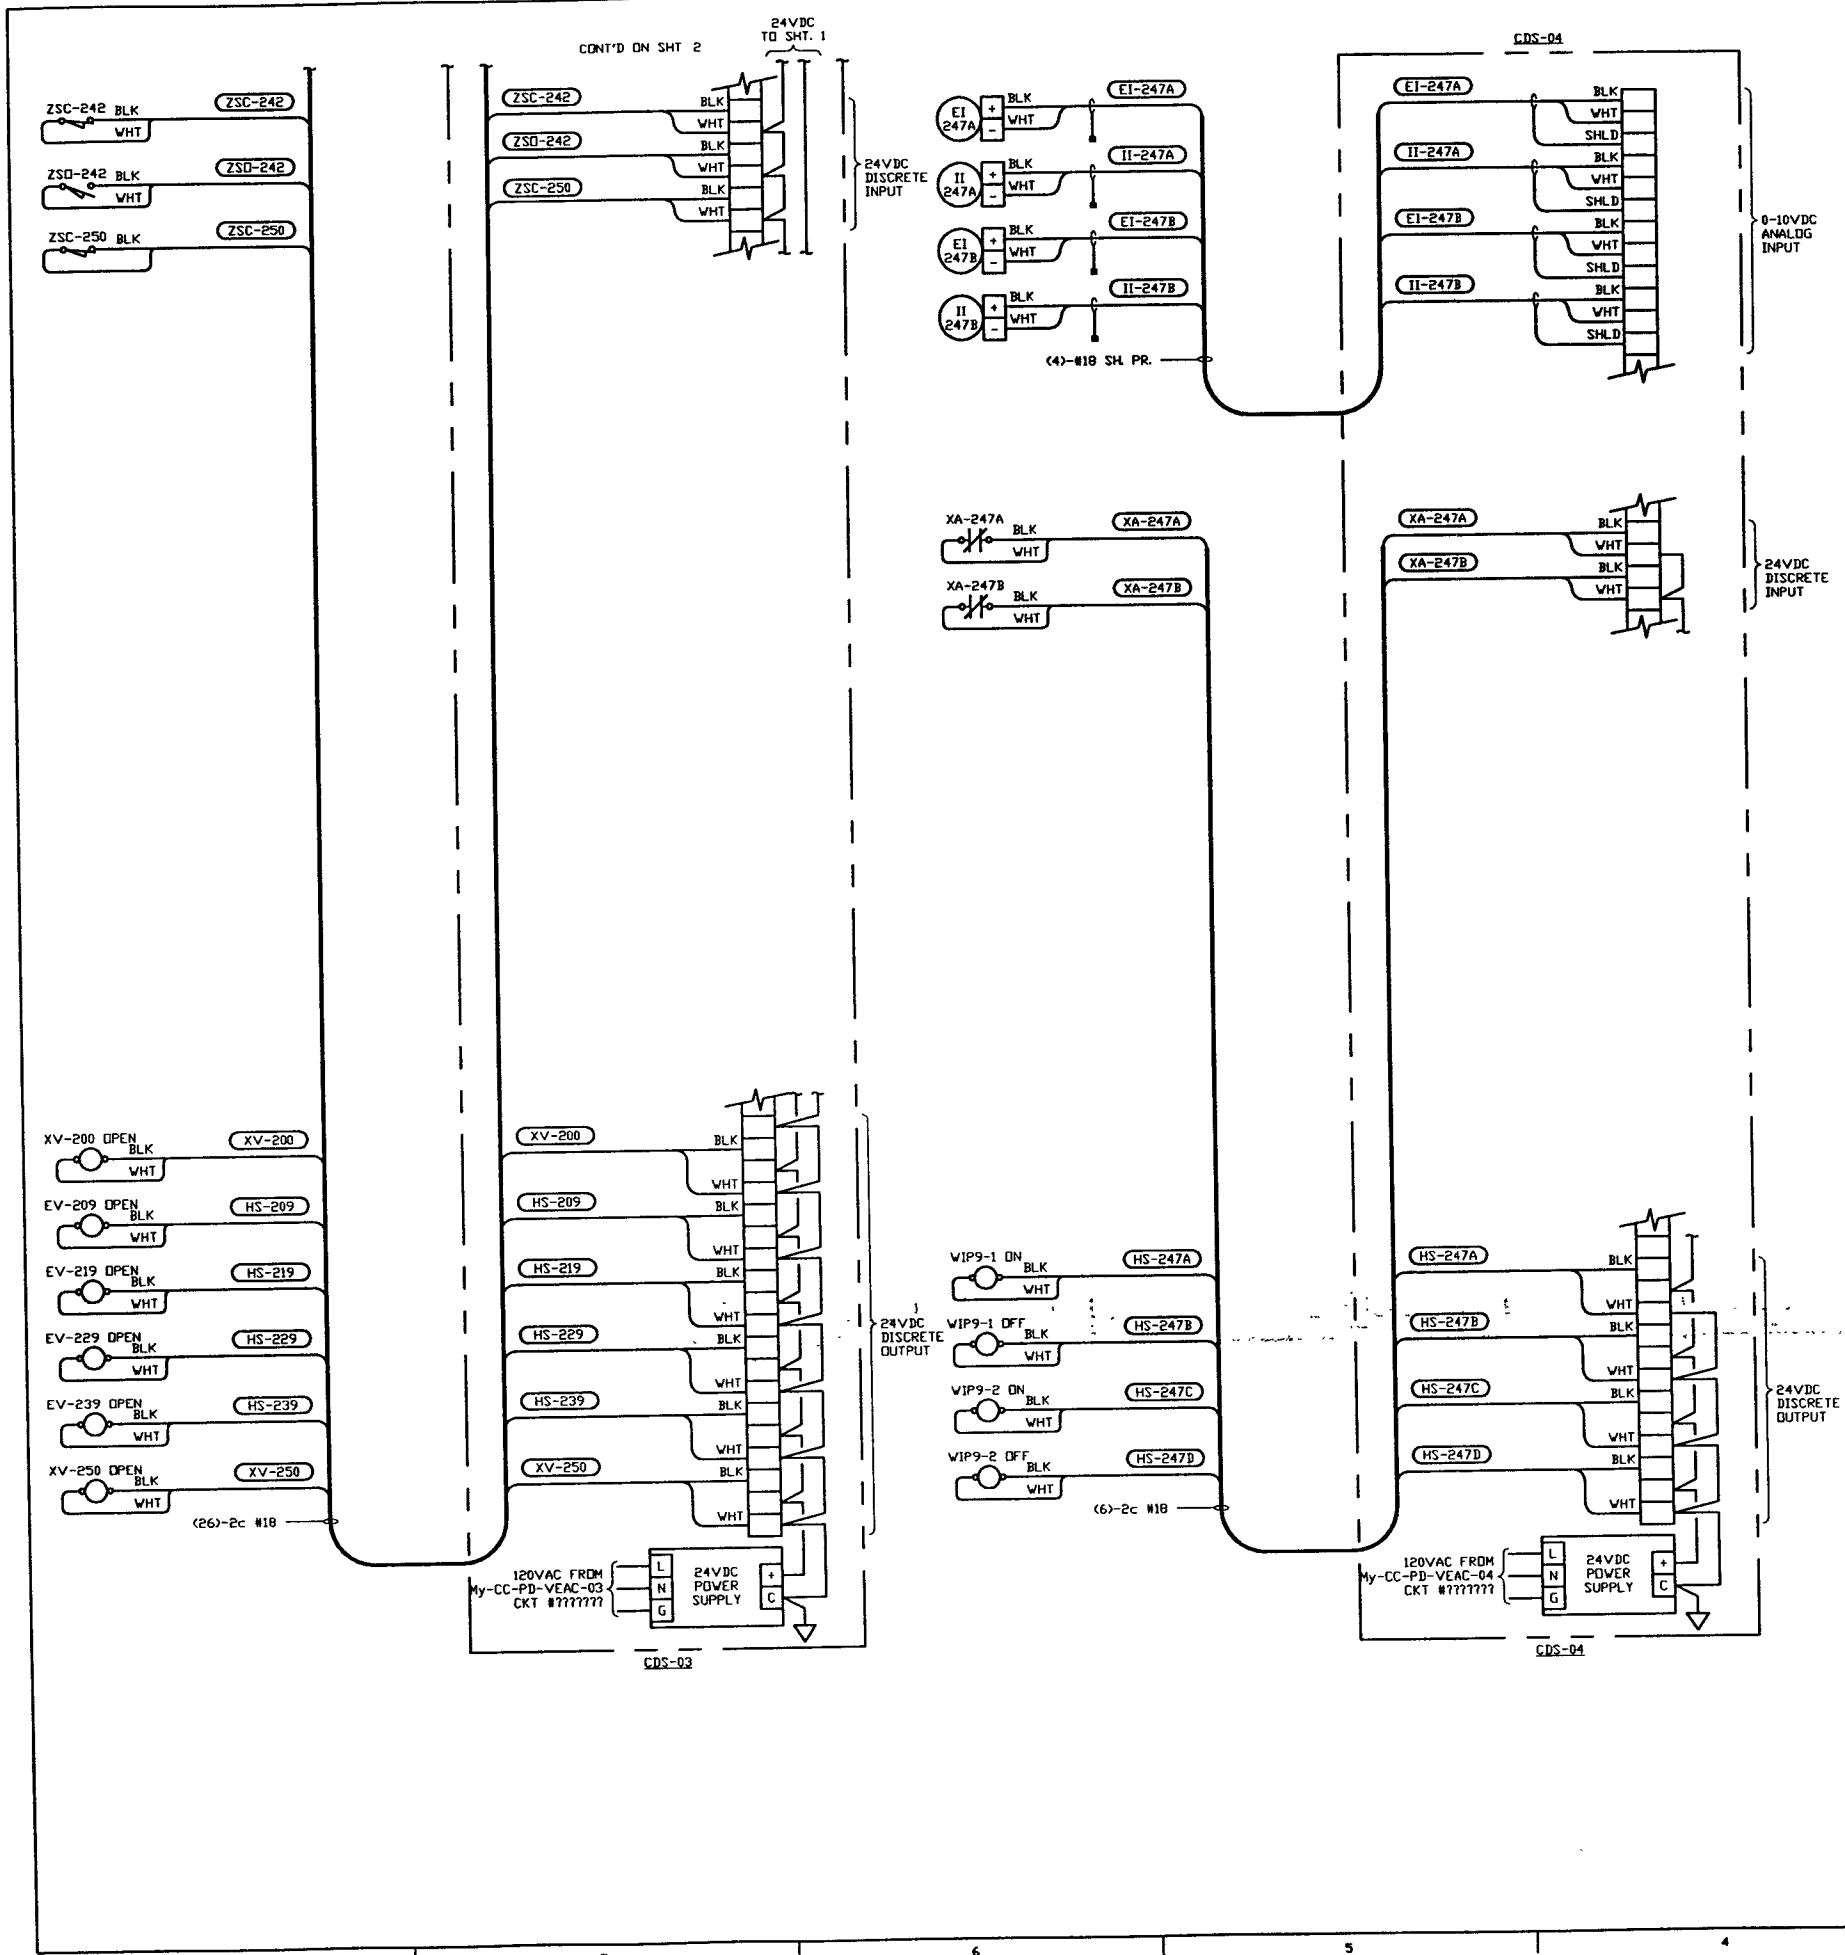 CONT'D ON SHT 2
24VDC
TO SHT. 1
ZSC-242 BLK
WHT
ZSC-242
ZSO-242 BLK
WHT
ZSO-242
ZSC-250 BLK
ZSC-250
ZSC-242
BLK
WHT
ZSO-242
BLK
WHT
ZSC-250
BLK
WHT
24VDC
DISCRETE
INPUT
XV-200 OPEN
BLK
WHT
XV-200
EV-209 OPEN
BLK
WHT
HS-209
EV-219 OPEN
BLK
WHT
HS-219
EV-229 OPEN
BLK
WHT
HS-229
EV-239 OPEN
BLK
WHT
HS-239
XV-250 OPEN
BLK
WHT
XV-250
(26)-2c #18
XV-200
BLK
WHT
HS-209
BLK
WHT
HS-219
BLK
WHT
HS-229
BLK
WHT
HS-239
BLK
WHT
XV-250
BLK
WHT
24VDC
DISCRETE
OUTPUT
120VAC FROM
My-CC-PD-VEAC-03
CKT #???????
L
N
G
24VDC
POWER
SUPPLY
+
C
CDS-03
CDS-04
EI
247A
+
-
BLK
WHT
EI-247A
II
247A
+
-
BLK
WHT
II-247A
EI
247B
+
-
BLK
WHT
EI-247B
II
247B
+
-
BLK
WHT
II-247B
(4)-#18 SH. PR.
EI-247A
BLK
WHT
SHLD
II-247A
BLK
WHT
SHLD
EI-247B
BLK
WHT
SHLD
II-247B
BLK
WHT
SHLD
0-10VDC
ANALOG
INPUT
XA-247A
BLK
WHT
XA-247A
XA-247B
BLK
WHT
XA-247B
XA-247A
BLK
WHT
XA-247B
BLK
WHT
24VDC
DISCRETE
INPUT
WIP9-1 ON
BLK
WHT
HS-247A
WIP9-1 OFF
BLK
WHT
HS-247B
WIP9-2 ON
BLK
WHT
HS-247C
WIP9-2 OFF
BLK
WHT
HS-247D
(6)-2c #18
HS-247A
BLK
WHT
HS-247B
BLK
WHT
HS-247C
BLK
WHT
HS-247D
BLK
WHT
24VDC
DISCRETE
OUTPUT
120VAC FROM
My-CC-PD-VEAC-04
CKT #???????
L
N
G
24VDC
POWER
SUPPLY
+
C
CDS-04
6
5
4